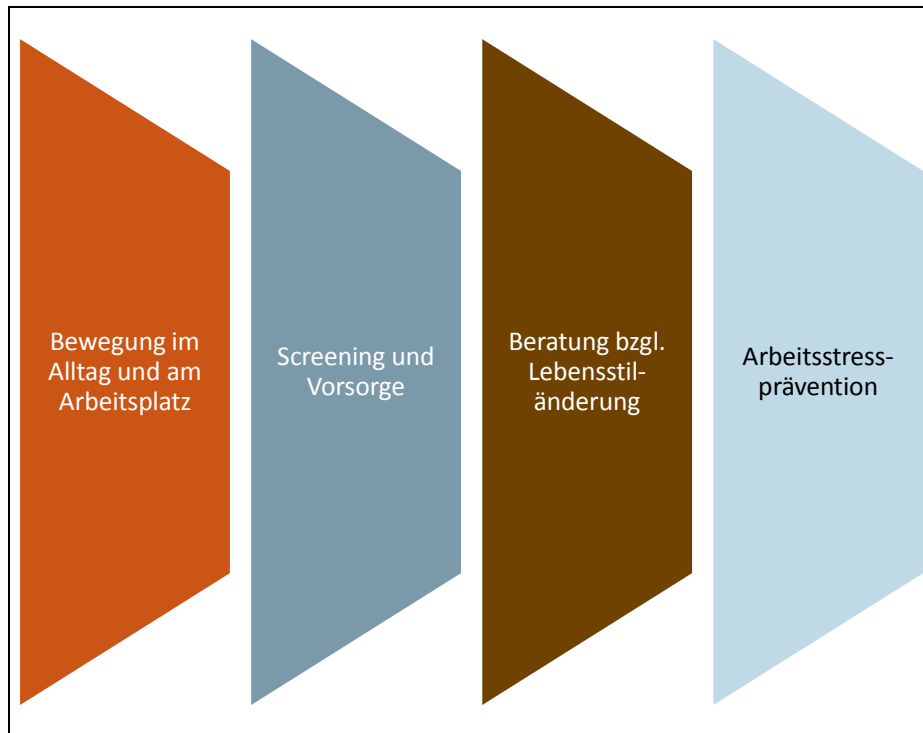 Bewegung im
Alltag und am
Arbeitsplatz
Screening und
Vorsorge
Beratung bzgl.
Lebensstil-
änderung
Arbeitsstress-
prävention